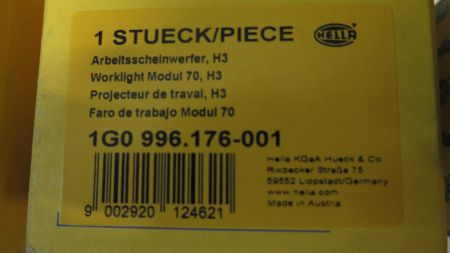 1 STUECK/PIECE
HELLA
Arbeitsscheinwerfer, H3
Worklight Modul 70, H3
Projecteur de travai, H3
Faro de trabajo Modul 70
1G0 996.176-001
Hella KGaA Hueck & Co.
Rixbecker Straße 75
59552 Lippstadt/Germany
www.hella.com
Made in Austria
9 002920 124621